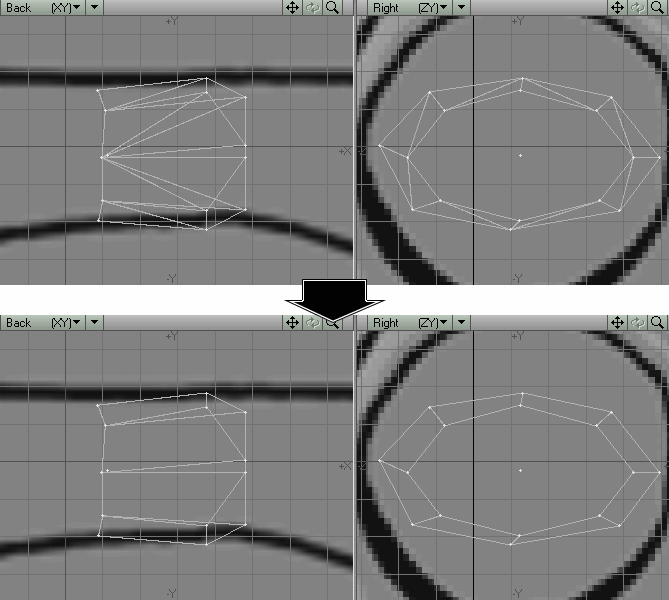 Back (XY) Right (ZY)
+Y +Y
+X
-Y -Y
Back (XY) Right (ZY)
+Y +Y
+X
-Y -Y